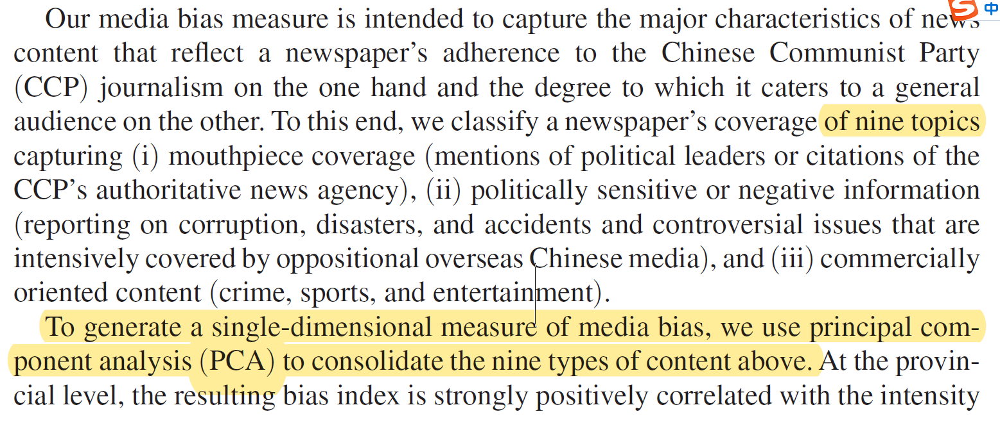 Our media bias measure is intended to capture the major characteristics of news
content that reflect a newspaper's adherence to the Chinese Communist Party
(CCP) journalism on the one hand and the degree to which it caters to a general
audience on the other. To this end, we classify a newspaper's coverage of nine topics
capturing (i) mouthpiece coverage (mentions of political leaders or citations of the
CCP's authoritative news agency), (ii) politically sensitive or negative information
(reporting on corruption, disasters, and accidents and controversial issues that are
intensively covered by oppositional overseas Chinese media), and (iii) commercially
oriented content (crime, sports, and entertainment).
To generate a single-dimensional measure of media bias, we use principal com-
ponent analysis (PCA) to consolidate the nine types of content above. At the provin-
cial level, the resulting bias index is strongly positively correlated with the intensity
S 中